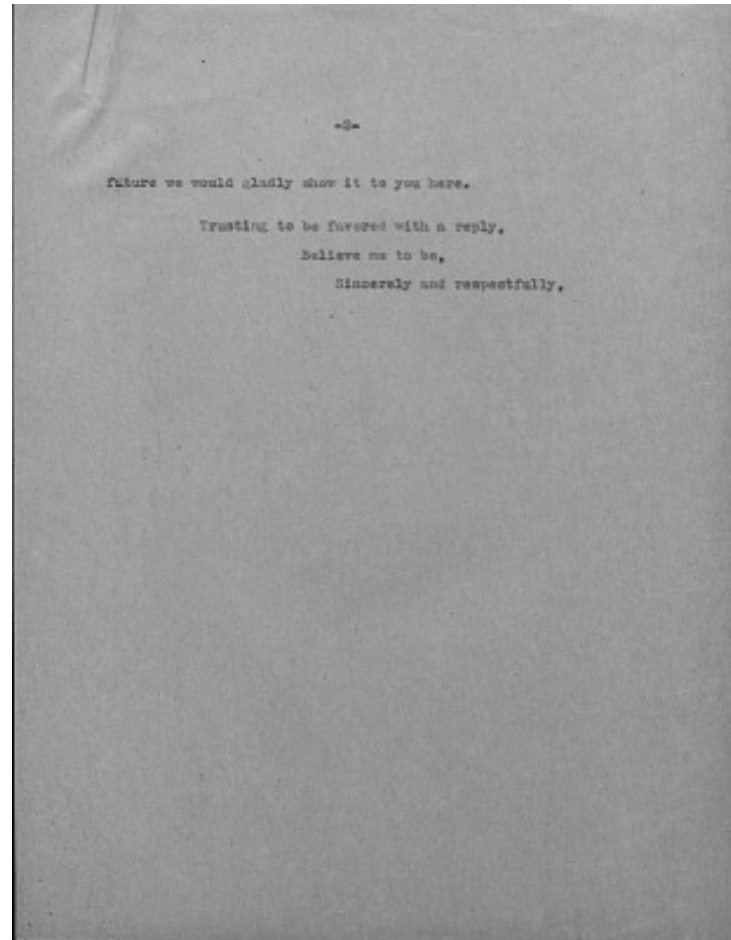 -2-
future we would gladly show it to you here.
Trusting to be favored with a reply,
Believe me to be,
Sincerely and respectfully,